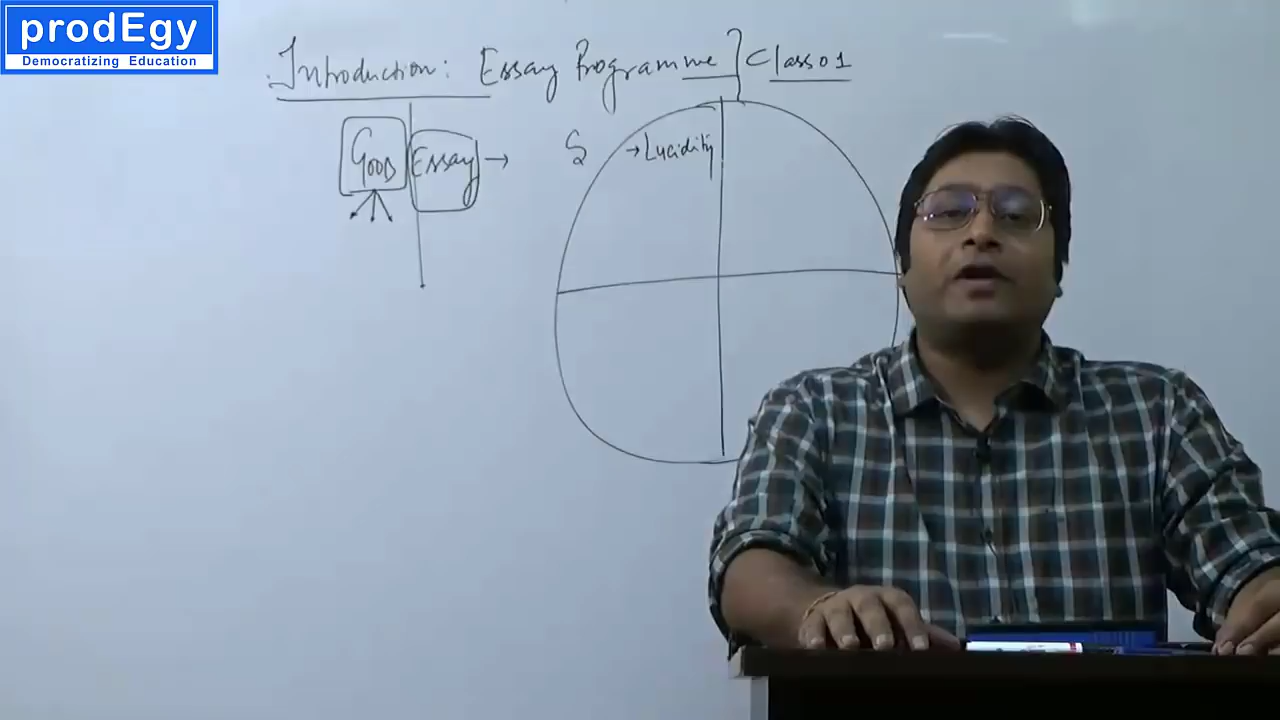 prodEgy
Democratizing Education
Introduction: Essay Programme } Class 01
Good Essay →
S → Lucidity